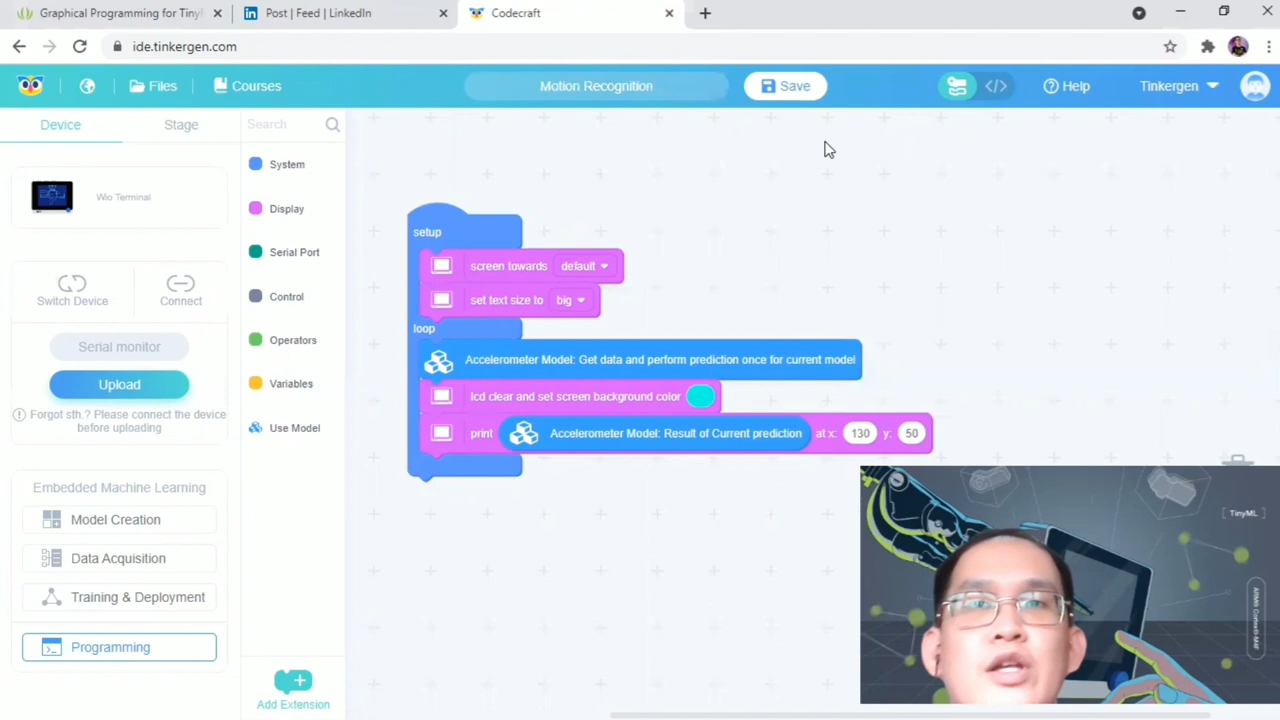 Graphical Programming for Tiny
Post | Feed | LinkedIn
Codecraft
ide.tinkergen.com
Files
Courses
Motion Recognition
Save
Help
Tinkergen
Device
Stage
Search
Wio Terminal
Switch Device
Connect
Serial monitor
Upload
Forgot sth.? Please connect the device
before uploading
Embedded Machine Learning
Model Creation
Data Acquisition
Training & Deployment
Programming
System
Display
Serial Port
Control
Operators
Variables
Use Model
Add Extension
setup
screen towards default
set text size to big
loop
Accelerometer Model: Get data and perform prediction once for current model
lcd clear and set screen background color
print Accelerometer Model: Result of Current prediction at x: 130 y: 50
[ TinyML ]